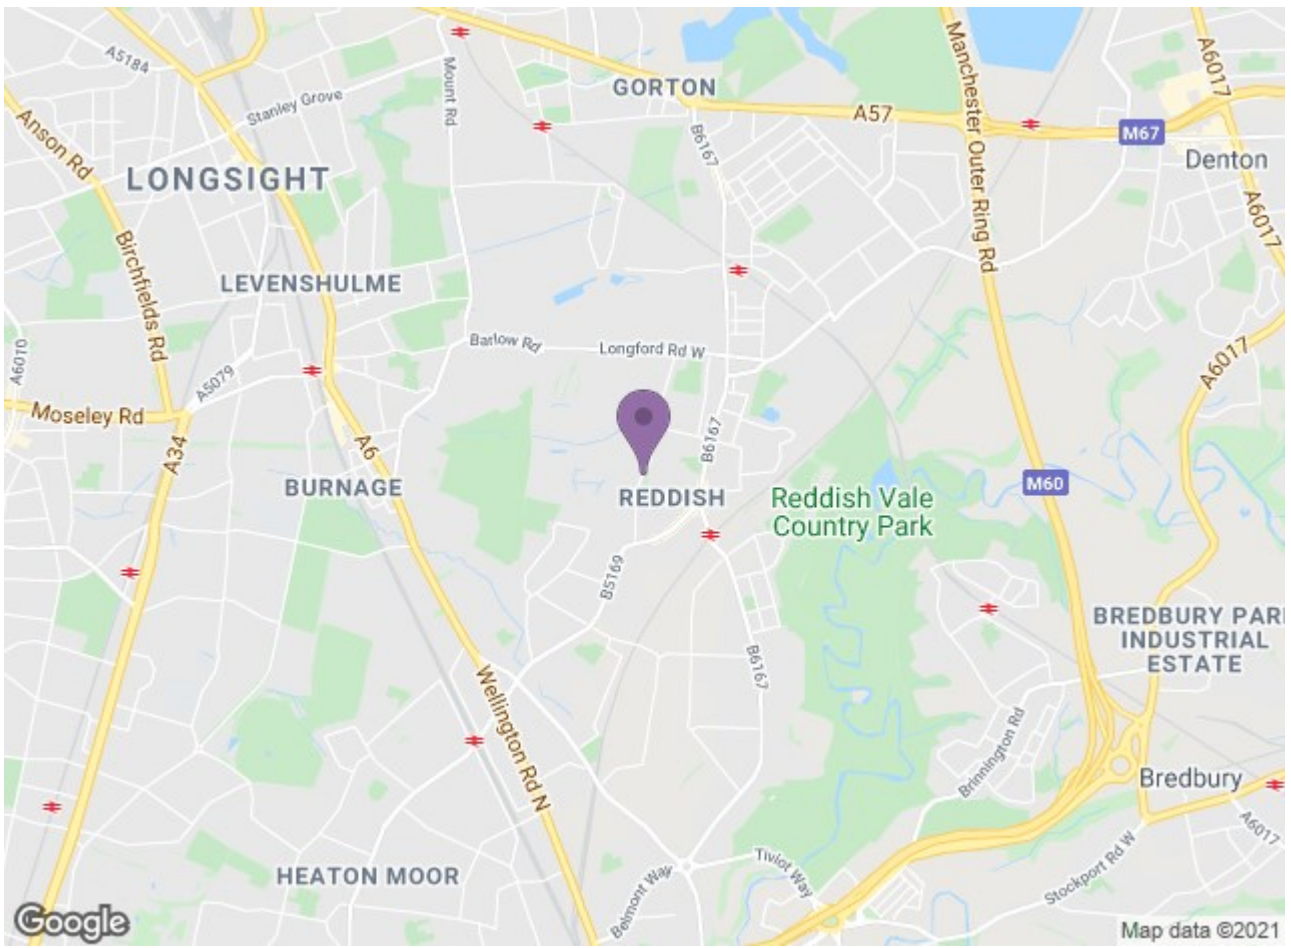 A5184
Mount Rd
Stanley Grove
GORTON
A57
Manchester Outer Ring Rd
A6017
M67
Denton
Anson Rd
LONGSIGHT
B6167
A6017
Birchfields Rd
LEVENSHULME
A6010
A5079
Barlow Rd
Longford Rd W
A6017
Moseley Rd
A34
A6
B6167
BURNAGE
REDDISH
Reddish Vale
Country Park
M60
B5169
BREDBURY PAR
INDUSTRIAL
ESTATE
B6167
Wellington Rd N
Brinnington Rd
Bredbury
A6017
HEATON MOOR
Belmont Way
Tiviot Way
Stockport Rd W
Google
Map data ©2021